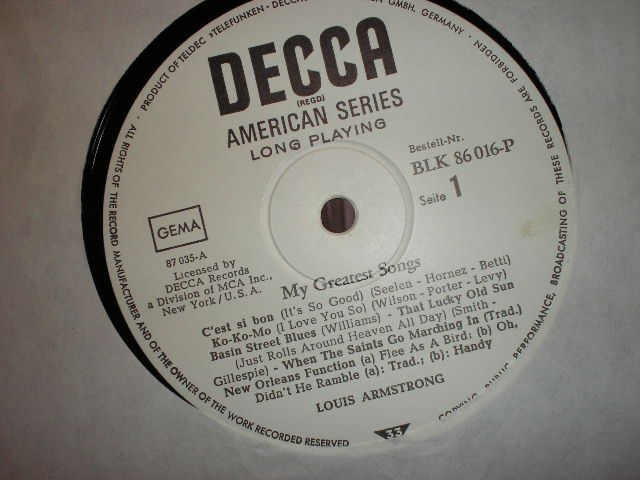 · PRODUCT OF TELDEC »TELEFUNKEN - DECCA GMBH, GERMANY ·
DECCA
(REGD)
AMERICAN SERIES
LONG PLAYING
Bestell-Nr.
BLK 86 016-P
Seite 1
GEMA
87 035-A
Licensed by
DECCA Records
a Division of MCA Inc.,
New York / U.S.A.
My Greatest Songs
C'est si bon (It's So Good) (Seelen - Hornez - Betti)
Ko-Ko-Mo (I Love You So) (Wilson - Porter - Levy)
Basin Street Blues (Williams) - That Lucky Old Sun
(Just Rolls Around Heaven All Day) (Smith -
Gillespie) - When The Saints Go Marching In (Trad.)
New Orleans Function (a) Flee As A Bird; (b) Oh,
Didn't He Ramble (a): Trad.; (b): Handy
LOUIS ARMSTRONG
33
ALL RIGHTS OF THE RECORD MANUFACTURER AND OF THE OWNER OF THE WORK RECORDED RESERVED
COPYING, PUBLIC PERFORMANCE, BROADCASTING OF THESE RECORDS ARE FORBIDDEN